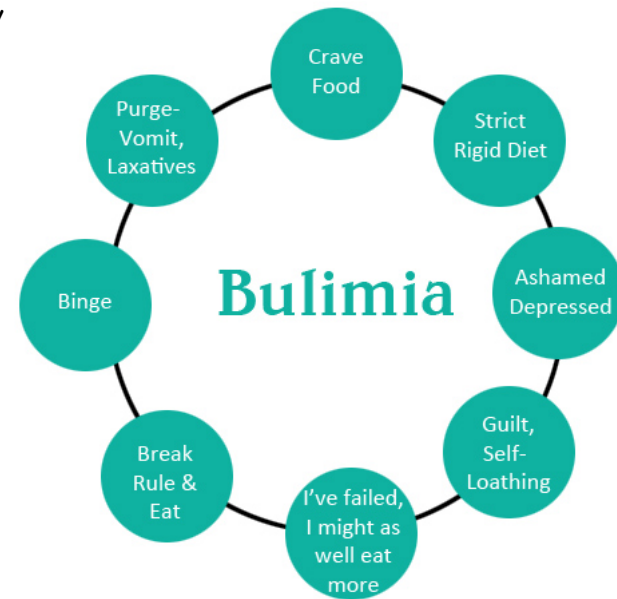 Crave
Food
Strict
Rigid Diet
Ashamed
Depressed
Guilt,
Self-
Loathing
I've failed,
I might as
well eat
more
Break
Rule &
Eat
Binge
Purge-
Vomit,
Laxatives
Bulimia